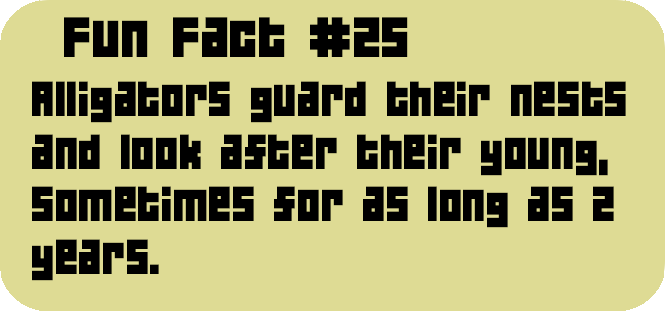 Fun Fact #25
Alligators guard their nests
and look after their young,
sometimes for as long as 2
years.